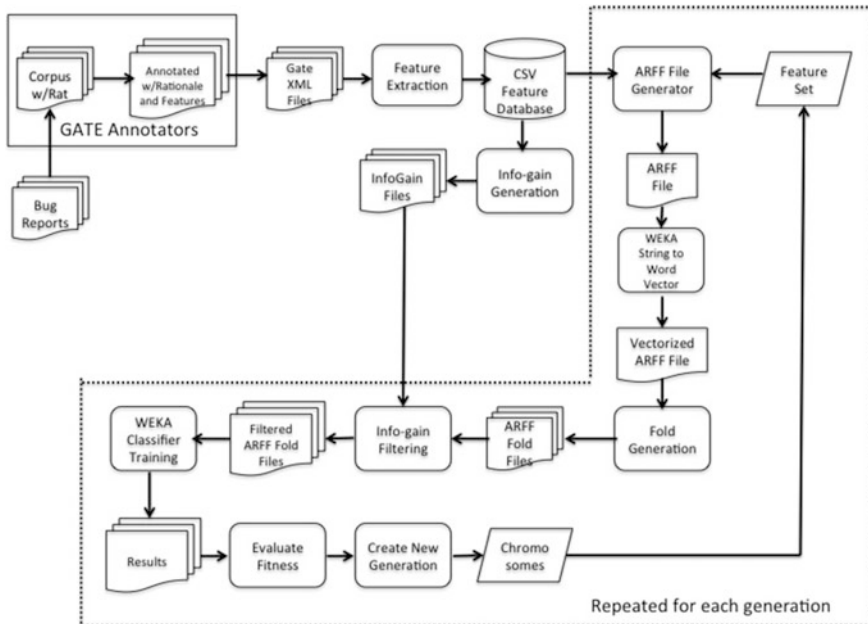 Corpus
w/Rat
Annotated
w/Rationale
and Features
GATE Annotators
Bug
Reports
Gate
XML
Files
Feature
Extraction
CSV
Feature
Database
ARFF File
Generator
Feature
Set
InfoGain
Files
Info-gain
Generation
ARFF
File
WEKA
String to
Word
Vector
Vectorized
ARFF File
WEKA
Classifier
Training
Filtered
ARFF Fold
Files
Info-gain
Filtering
ARFF
Fold
Files
Fold
Generation
Results
Evaluate
Fitness
Create New
Generation
Chromo
somes
Repeated for each generation